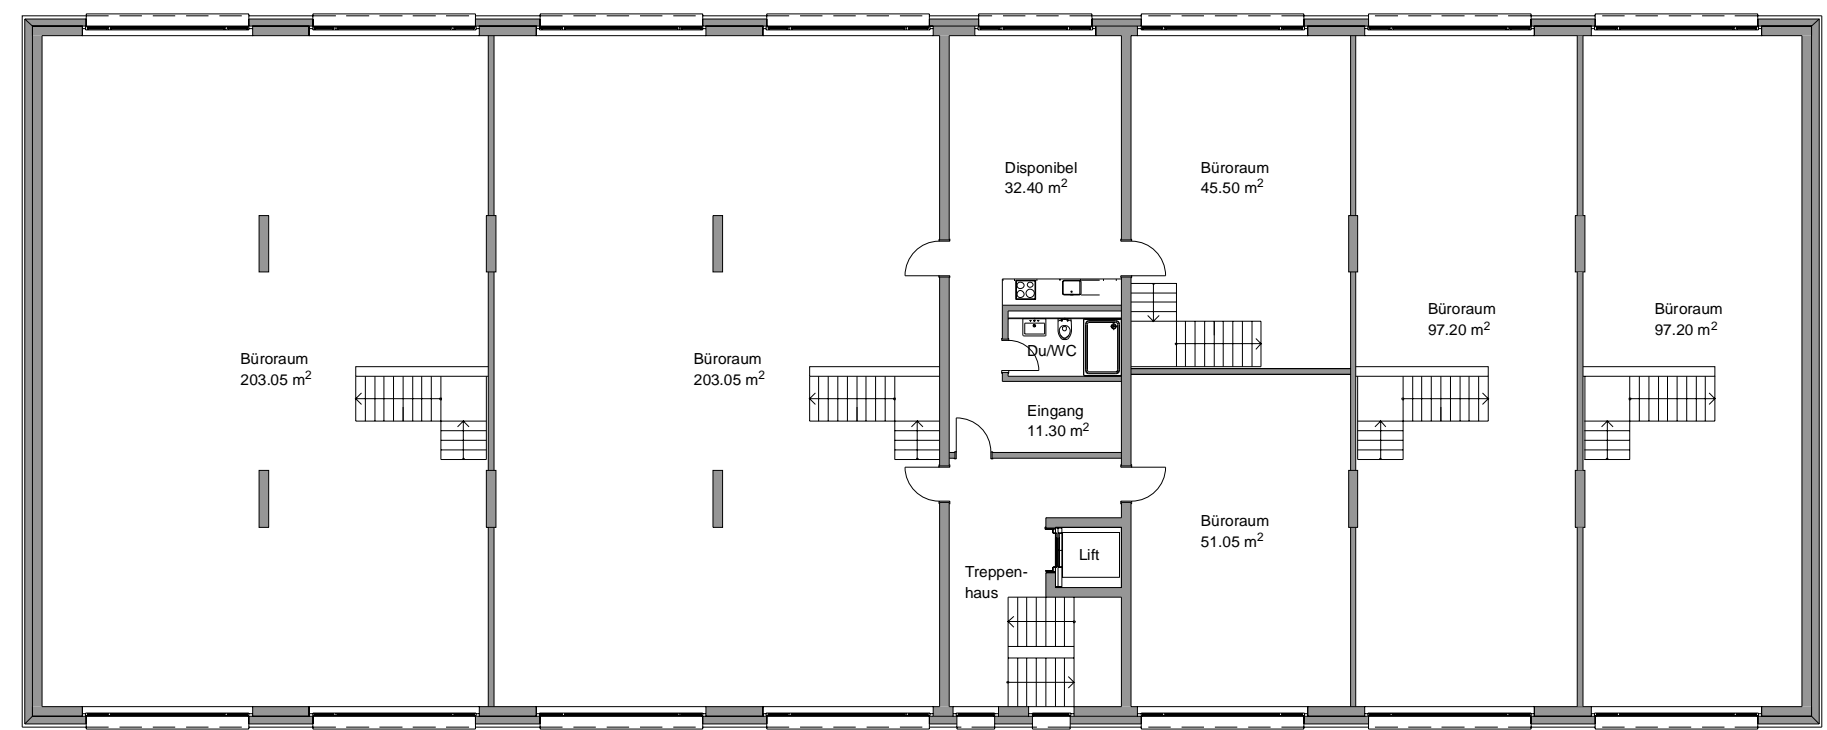 Disponibel
32.40 m²
Büroraum
45.50 m²
Büroraum
97.20 m²
Büroraum
97.20 m²
Büroraum
203.05 m²
Büroraum
203.05 m²
Du/WC
Eingang
11.30 m²
Büroraum
51.05 m²
Lift
Treppen-
haus